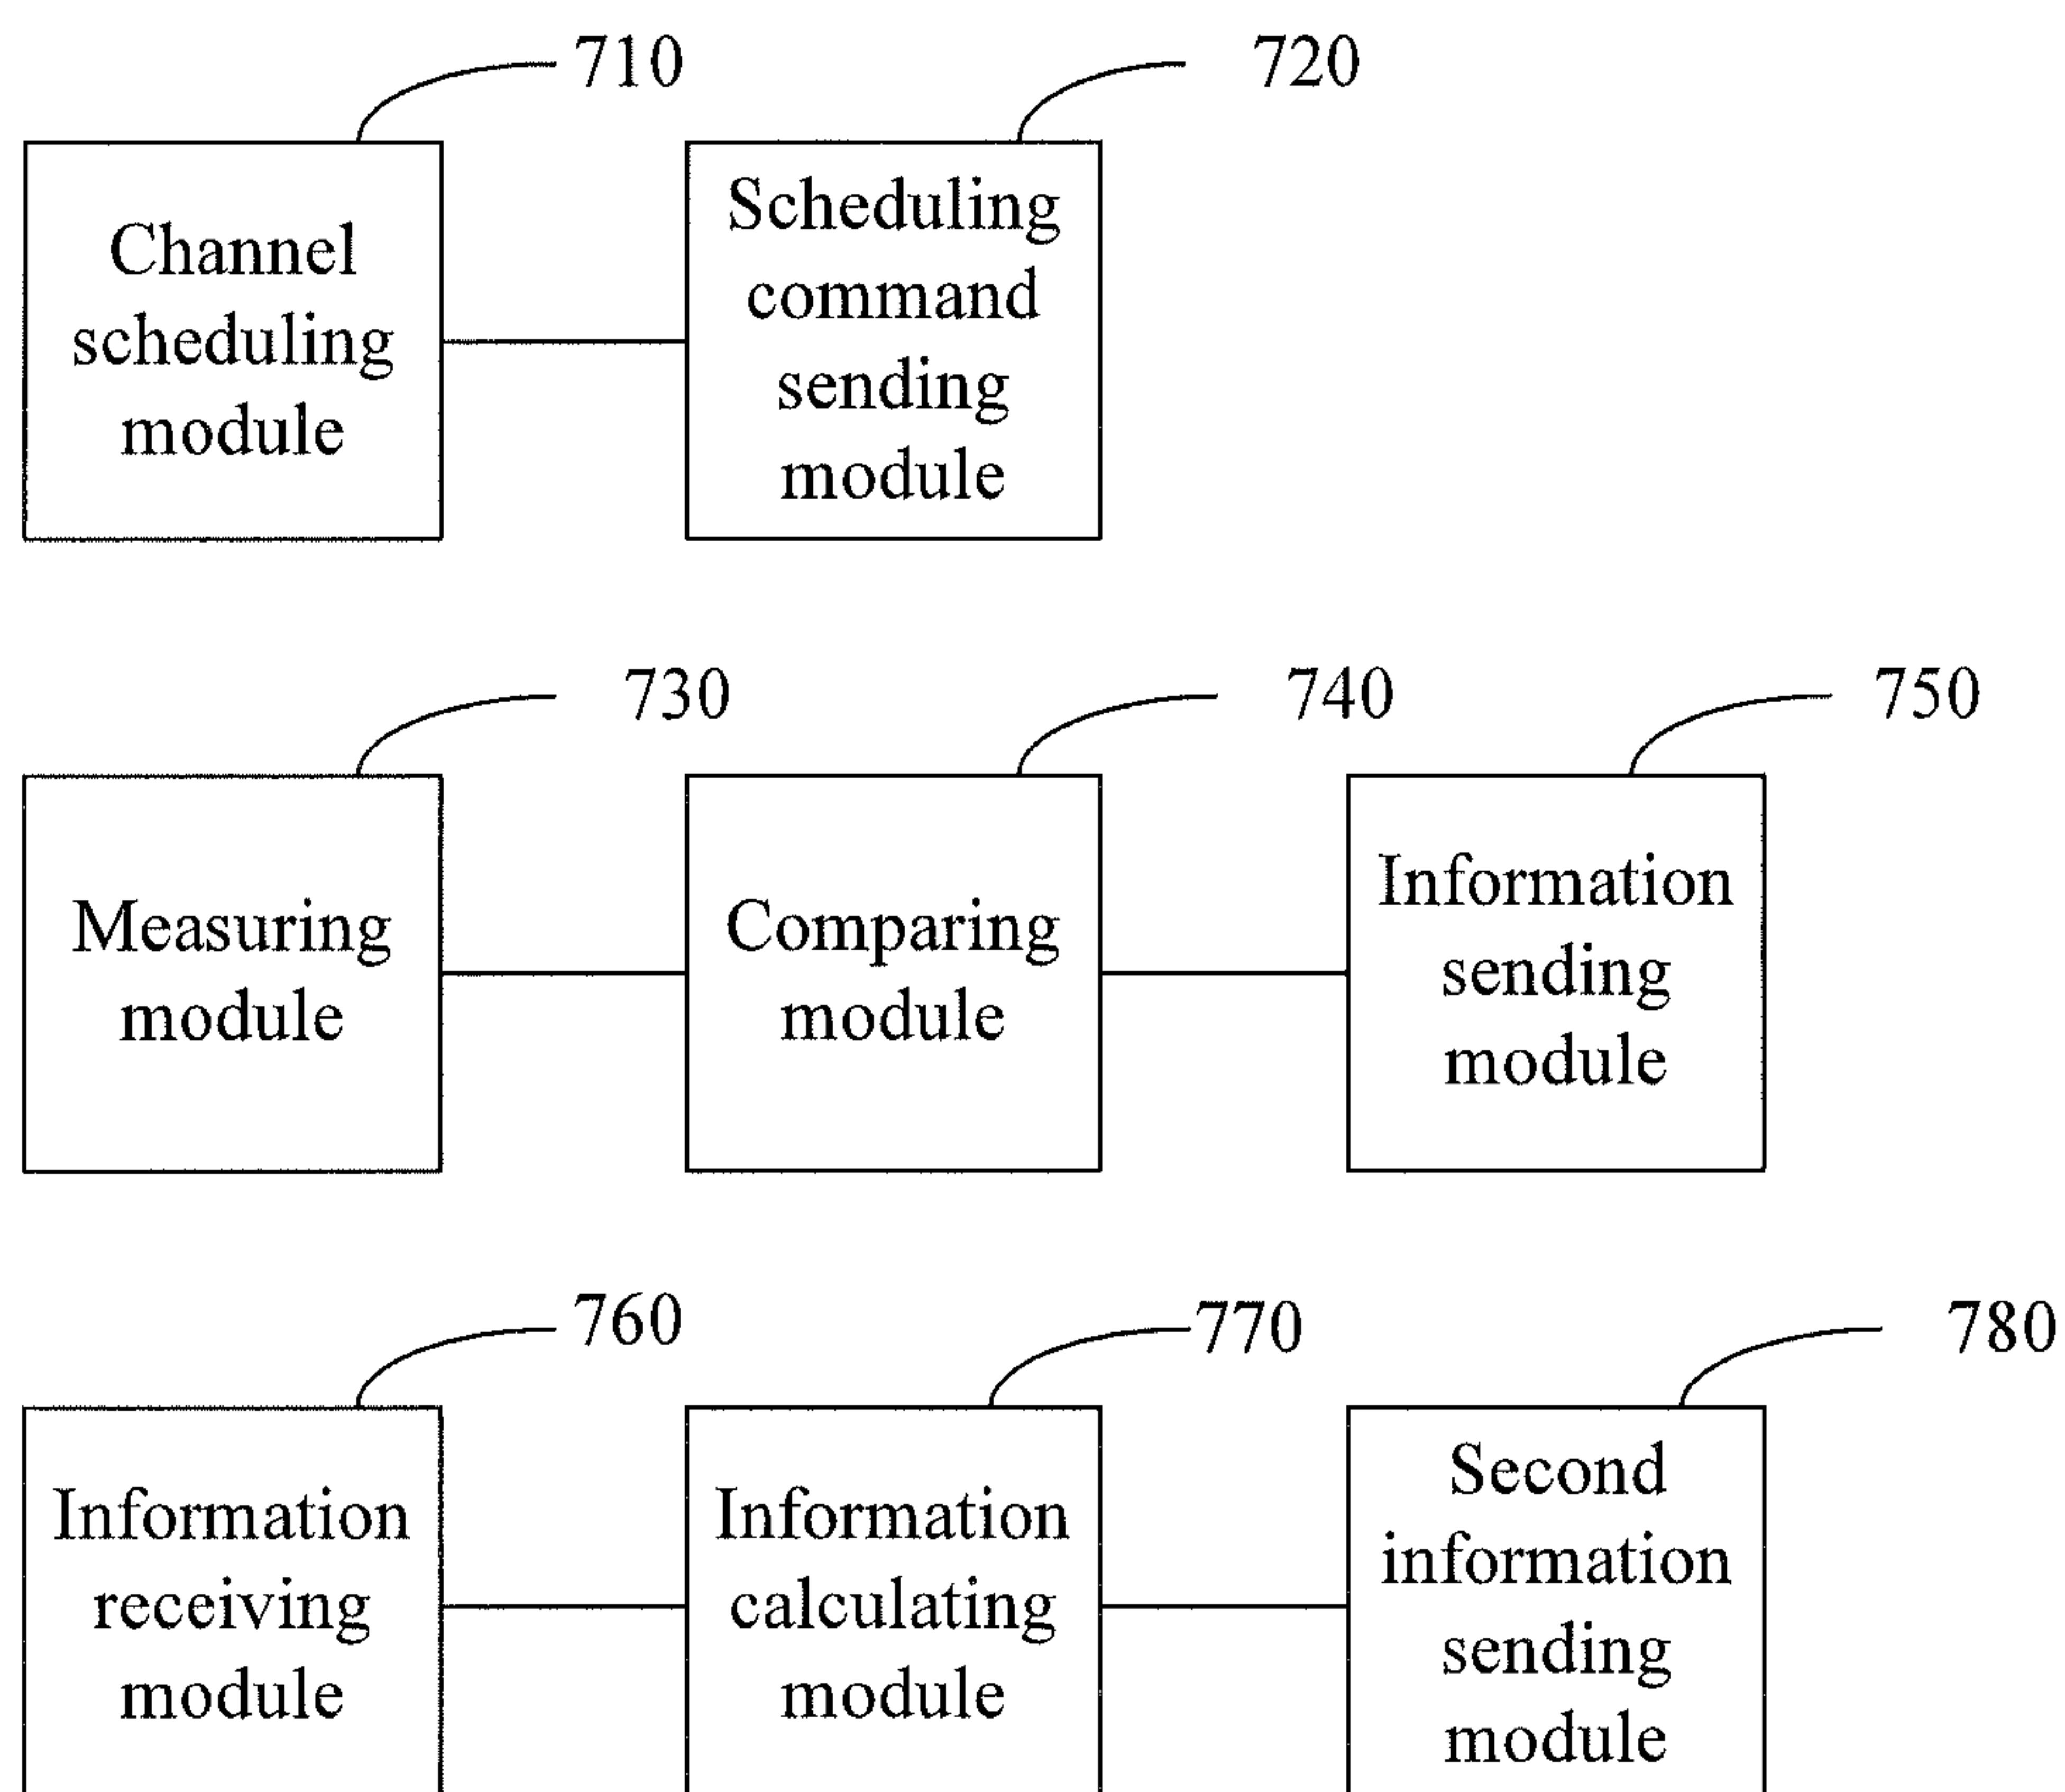 710
720
Channel
scheduling
module
Scheduling
command
sending
module
730
740
750
Measuring
module
Comparing
module
Information
sending
module
760
770
780
Information
receiving
module
Information
calculating
module
Second
information
sending
module